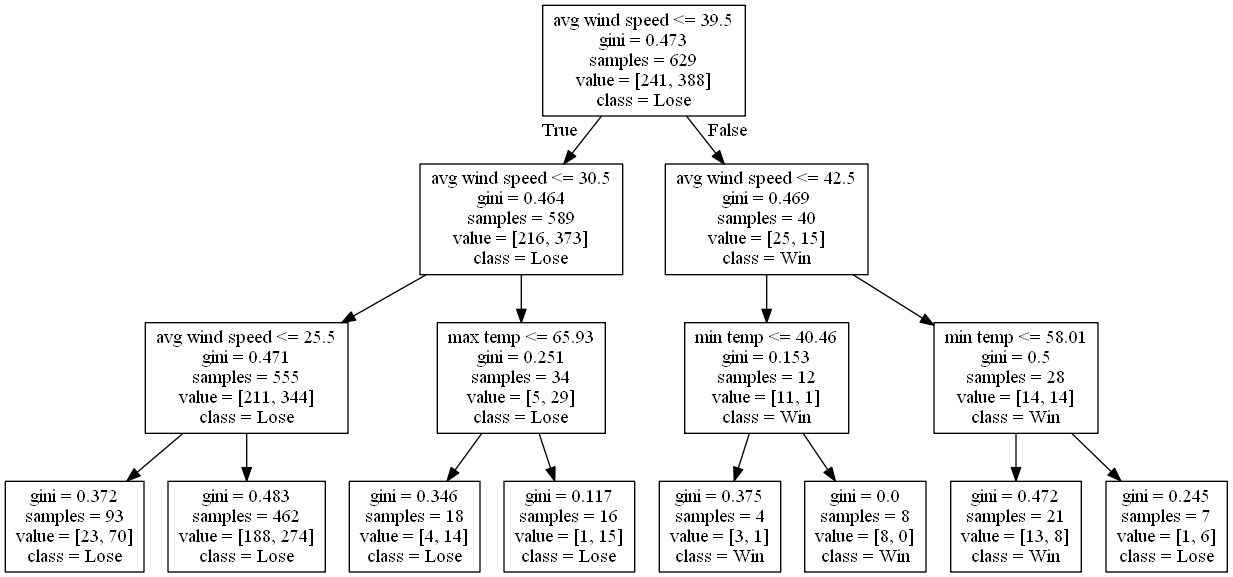 avg wind speed <= 39.5
gini = 0.473
samples = 629
value = [241, 388]
class = Lose
True
False
avg wind speed <= 30.5
gini = 0.464
samples = 589
value = [216, 373]
class = Lose
avg wind speed <= 42.5
gini = 0.469
samples = 40
value = [25, 15]
class = Win
avg wind speed <= 25.5
gini = 0.471
samples = 555
value = [211, 344]
class = Lose
max temp <= 65.93
gini = 0.251
samples = 34
value = [5, 29]
class = Lose
min temp <= 40.46
gini = 0.153
samples = 12
value = [11, 1]
class = Win
min temp <= 58.01
gini = 0.5
samples = 28
value = [14, 14]
class = Win
gini = 0.372
samples = 93
value = [23, 70]
class = Lose
gini = 0.483
samples = 462
value = [188, 274]
class = Lose
gini = 0.346
samples = 18
value = [4, 14]
class = Lose
gini = 0.117
samples = 16
value = [1, 15]
class = Lose
gini = 0.375
samples = 4
value = [3, 1]
class = Win
gini = 0.0
samples = 8
value = [8, 0]
class = Win
gini = 0.472
samples = 21
value = [13, 8]
class = Win
gini = 0.245
samples = 7
value = [1, 6]
class = Lose